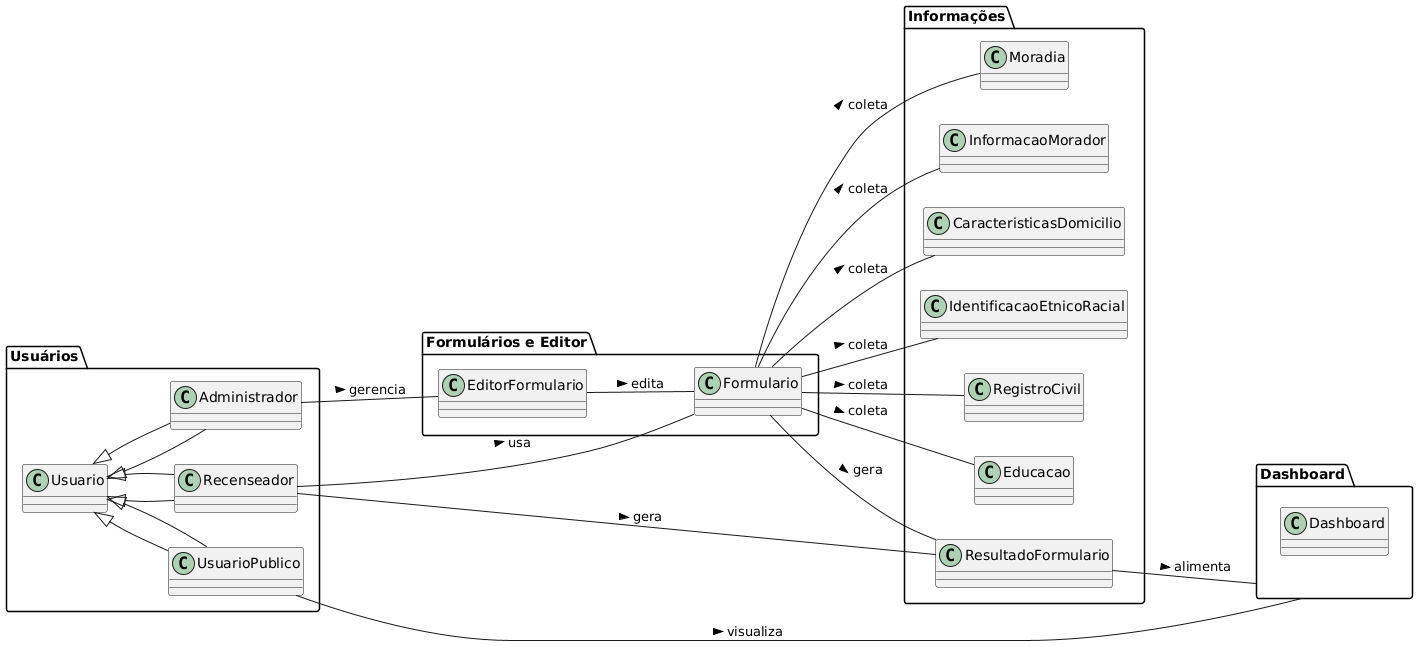 Informações
C Moradia
coleta
C InformacaoMorador
coleta
C CaracteristicasDomicilio
coleta
C IdentificacaoEtnicoRacial
coleta
C RegistroCivil
coleta
C Educacao
coleta
C ResultadoFormulario
gera
Formulários e Editor
C EditorFormulario
edita
C Formulario
Usuários
C Administrador
gerencia
C Usuario
C Recenseador
usa
gera
C UsuarioPublico
Dashboard
C Dashboard
alimenta
visualiza